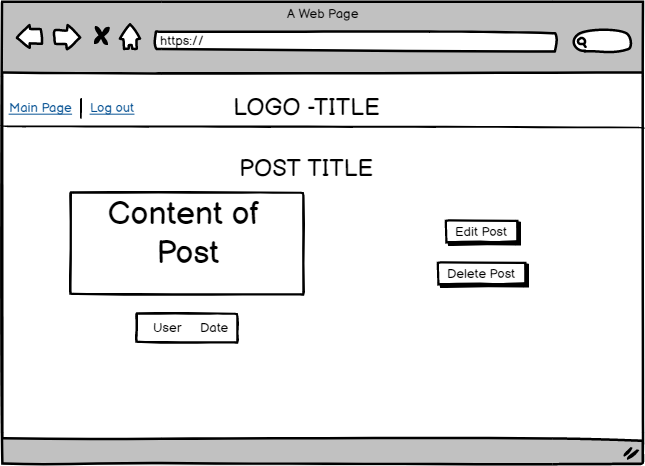 A Web Page
https://
Main Page Log out
LOGO -TITLE
POST TITLE
Content of
Post
Edit Post
Delete Post
User Date